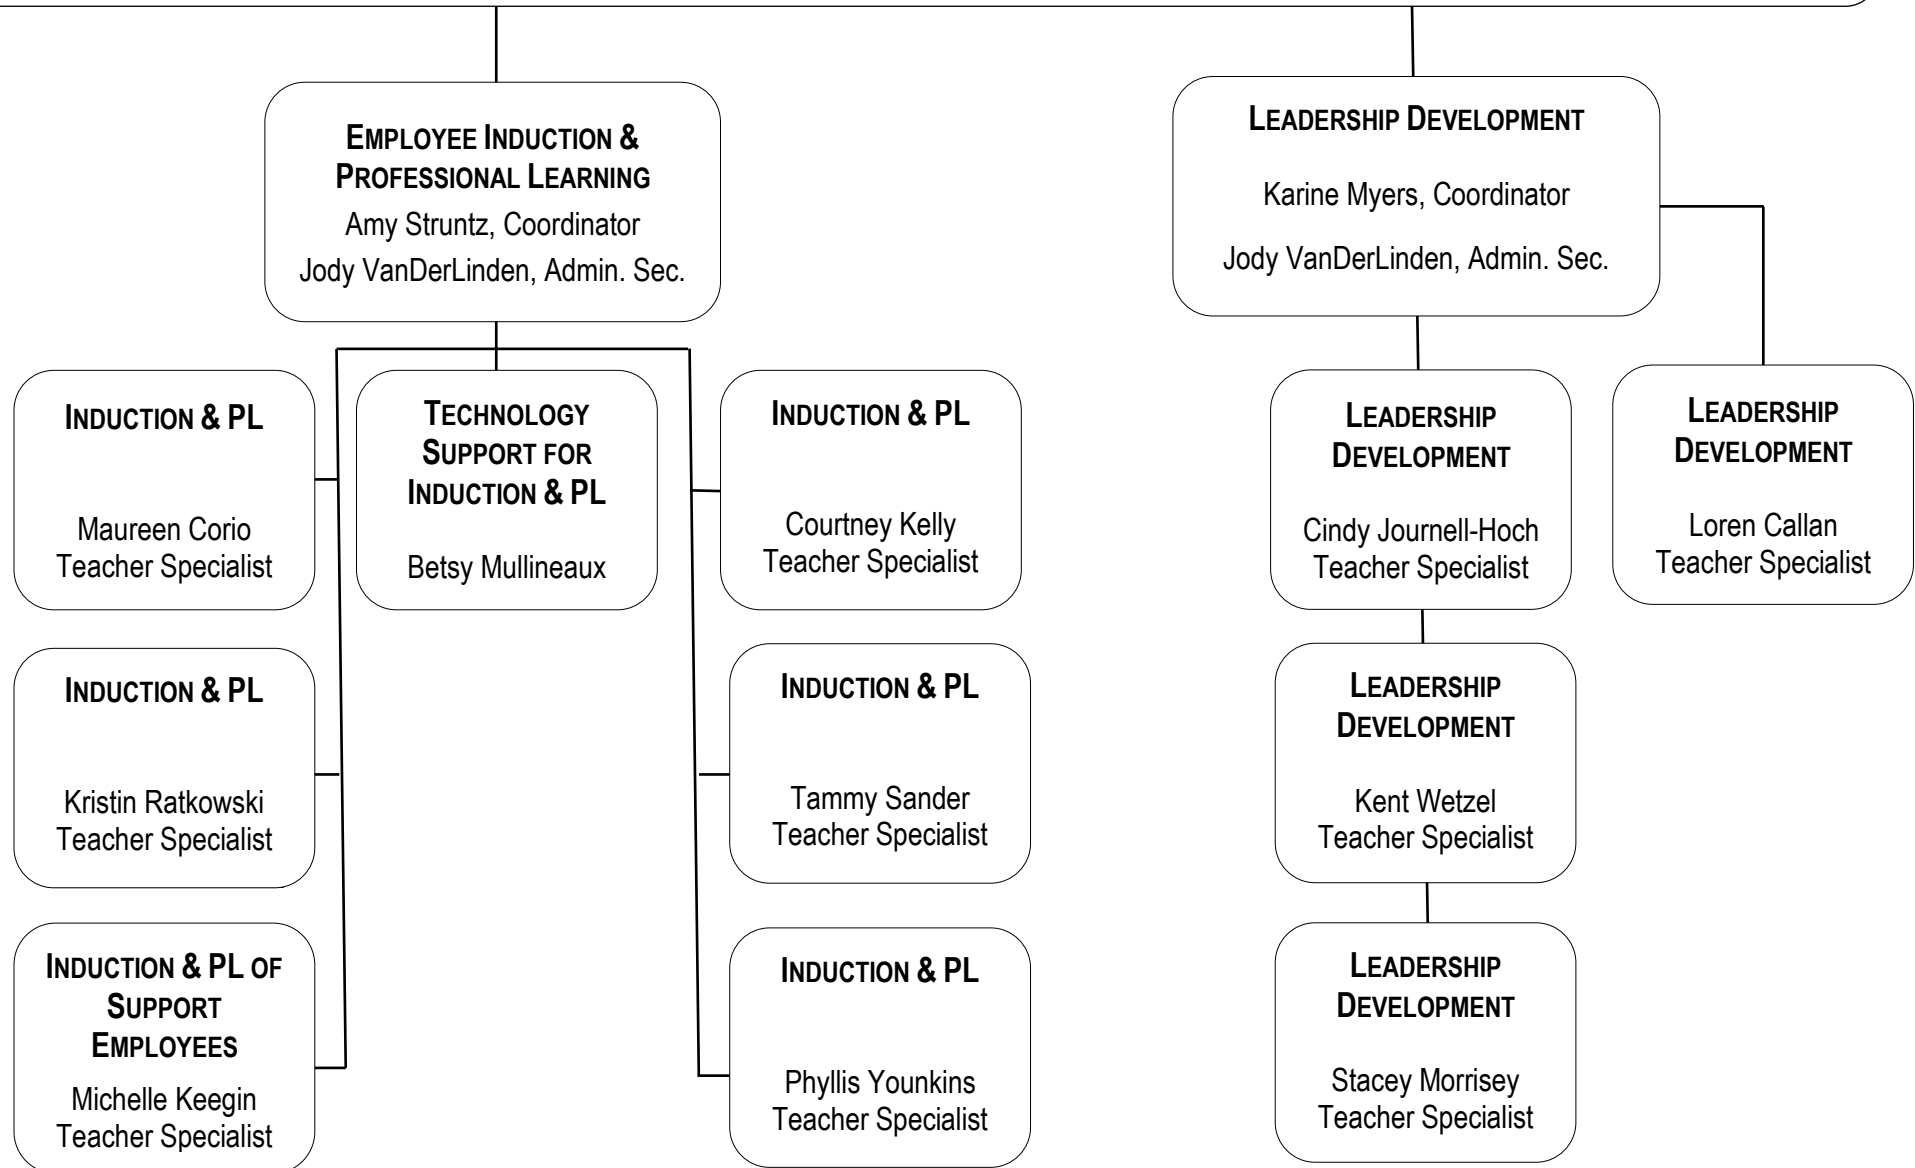 EMPLOYEE INDUCTION &
PROFESSIONAL LEARNING
Amy Struntz, Coordinator
Jody VanDerLinden, Admin. Sec.
LEADERSHIP DEVELOPMENT
Karine Myers, Coordinator
Jody VanDerLinden, Admin. Sec.
INDUCTION & PL
Maureen Corio
Teacher Specialist
TECHNOLOGY
SUPPORT FOR
INDUCTION & PL
Betsy Mullineaux
INDUCTION & PL
Courtney Kelly
Teacher Specialist
LEADERSHIP
DEVELOPMENT
Cindy Journell-Hoch
Teacher Specialist
LEADERSHIP
DEVELOPMENT
Loren Callan
Teacher Specialist
INDUCTION & PL
Kristin Ratkowski
Teacher Specialist
INDUCTION & PL
Tammy Sander
Teacher Specialist
LEADERSHIP
DEVELOPMENT
Kent Wetzel
Teacher Specialist
INDUCTION & PL OF
SUPPORT
EMPLOYEES
Michelle Keegin
Teacher Specialist
INDUCTION & PL
Phyllis Younkins
Teacher Specialist
LEADERSHIP
DEVELOPMENT
Stacey Morrisey
Teacher Specialist